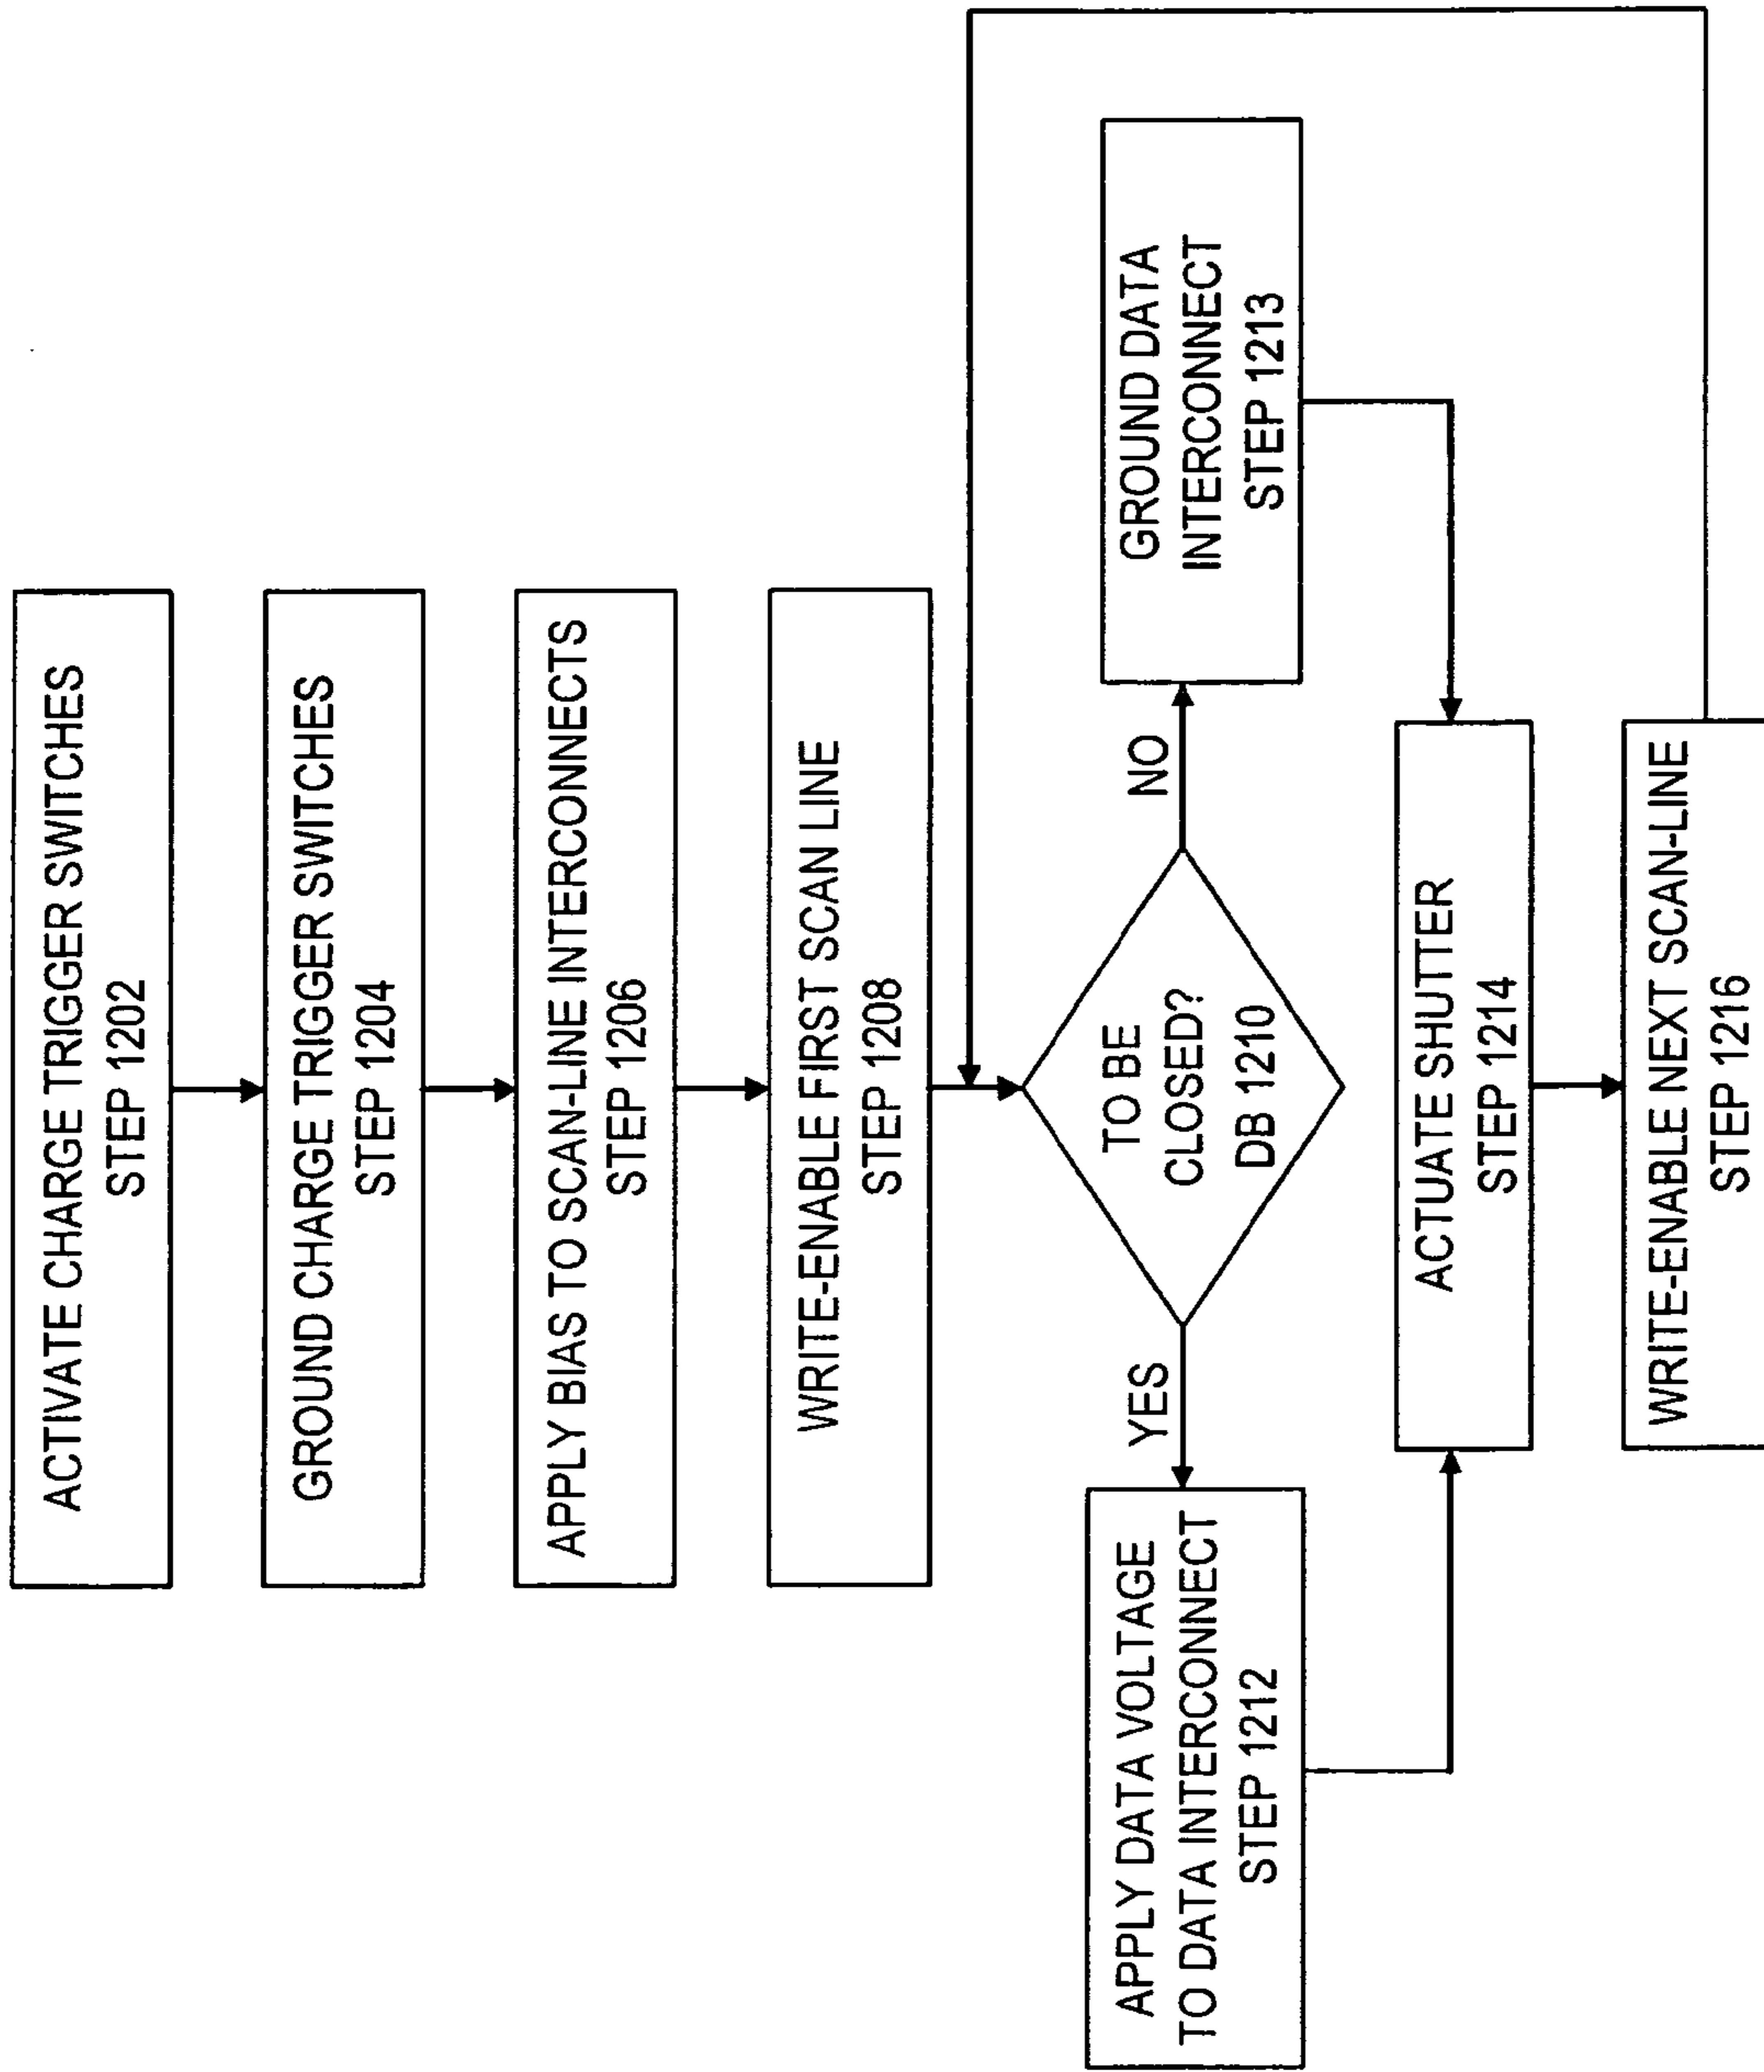 ACTIVATE CHARGE TRIGGER SWITCHES
STEP 1202
GROUND CHARGE TRIGGER SWITCHES
STEP 1204
APPLY BIAS TO SCAN-LINE INTERCONNECTS
STEP 1206
WRITE-ENABLE FIRST SCAN LINE
STEP 1208
TO BE
CLOSED?
DB 1210
YES
NO
APPLY DATA VOLTAGE
TO DATA INTERCONNECT
STEP 1212
GROUND DATA
INTERCONNECT
STEP 1213
ACTUATE SHUTTER
STEP 1214
WRITE-ENABLE NEXT SCAN-LINE
STEP 1216